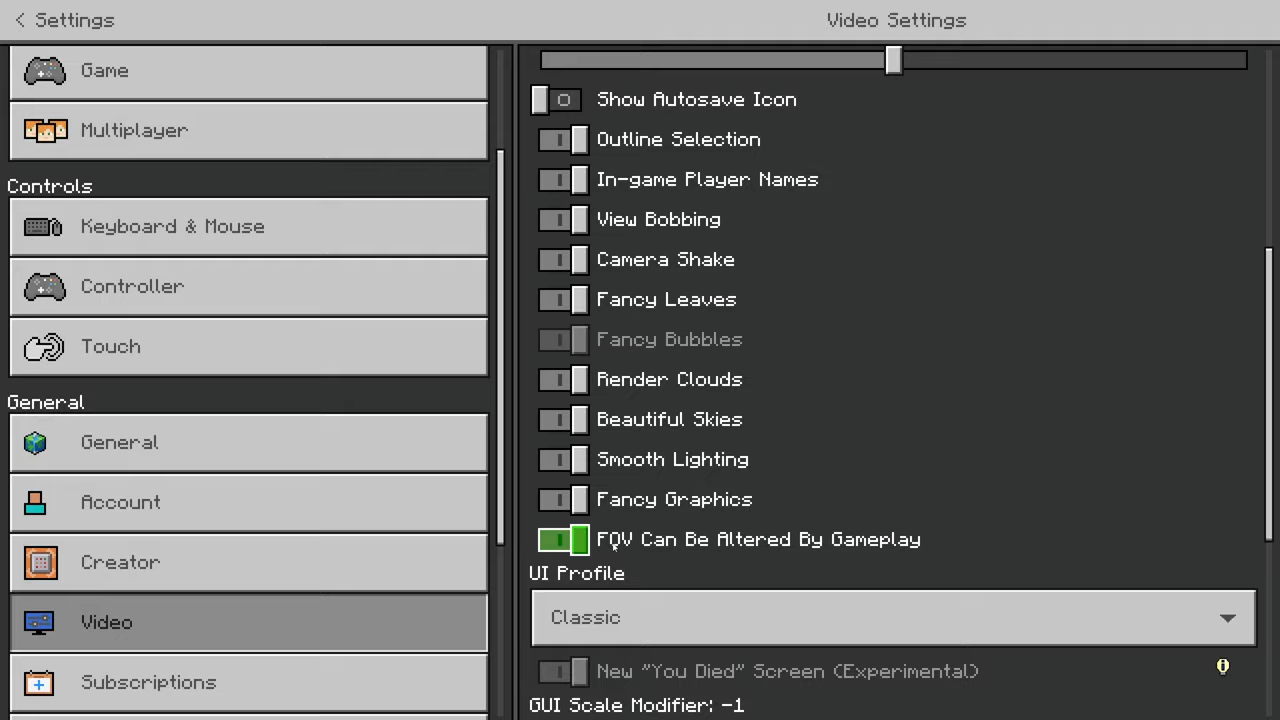 Settings
Video Settings
Game
Multiplayer
Controls
Keyboard & Mouse
Controller
Touch
General
General
Account
Creator
Video
Subscriptions
Show Autosave Icon
Outline Selection
In-game Player Names
View Bobbing
Camera Shake
Fancy Leaves
Fancy Bubbles
Render Clouds
Beautiful Skies
Smooth Lighting
Fancy Graphics
FOV Can Be Altered By Gameplay
UI Profile
Classic
New "You Died" Screen (Experimental)
GUI Scale Modifier: -1